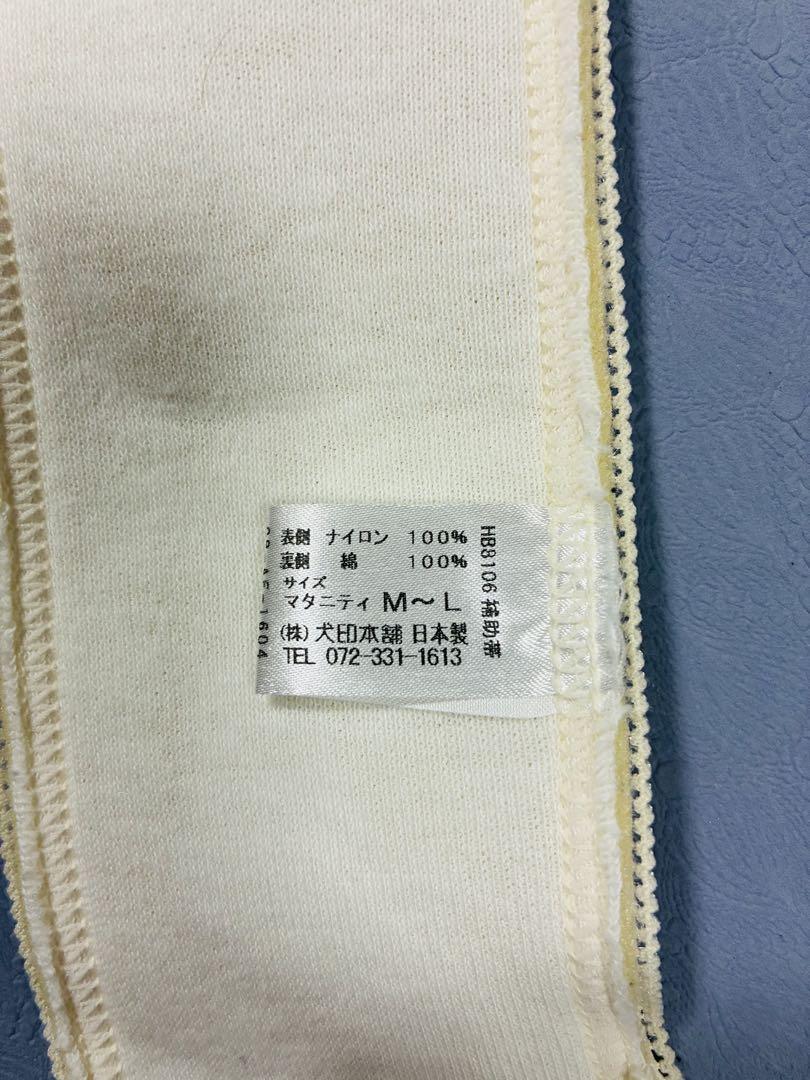 表側 ナイロン 100%
裏側 綿 100%
サイズ
マタニティ M〜L
(株) 犬印本舗 日本製
TEL 072-331-1613
HB8106 補助帯